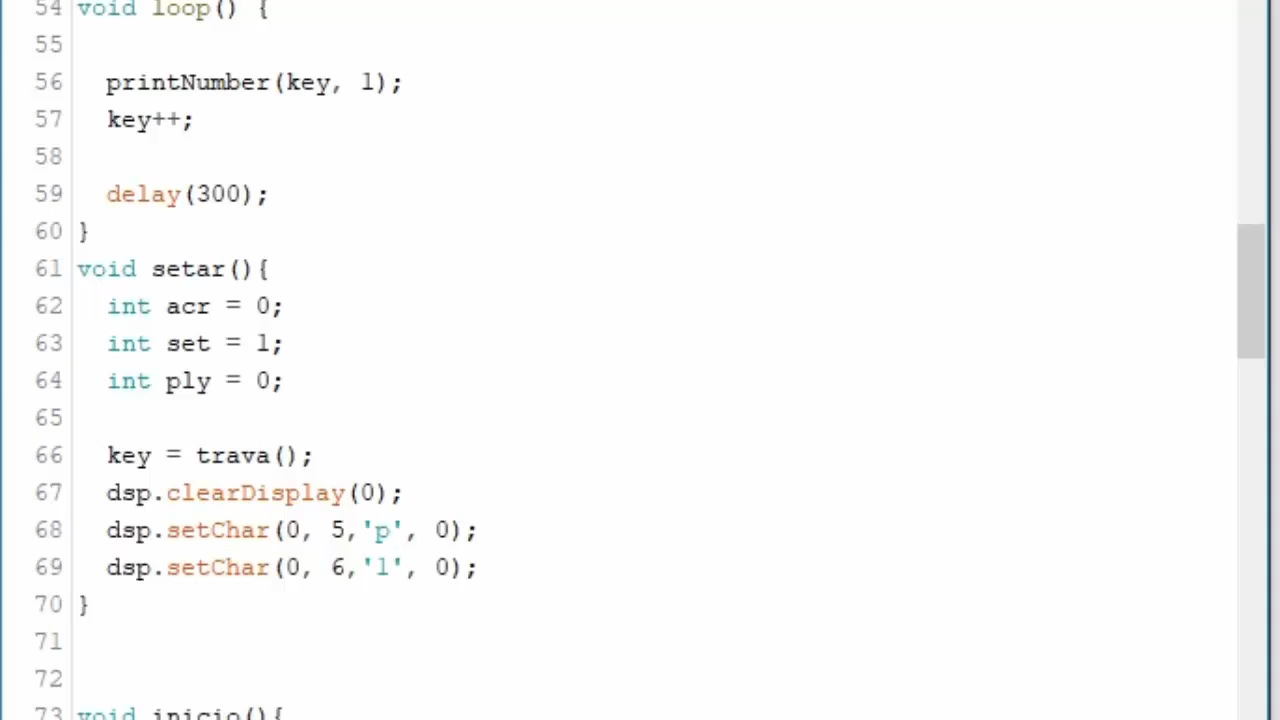 54 void loop() {
55
56 printNumber(key, 1);
57 key++;
58
59 delay(300);
60 }
61 void setar(){
62 int acr = 0;
63 int set = 1;
64 int ply = 0;
65
66 key = trava();
67 dsp.clearDisplay(0);
68 dsp.setChar(0, 5,'p', 0);
69 dsp.setChar(0, 6,'l', 0);
70 }
71
72
73 void inicio(){